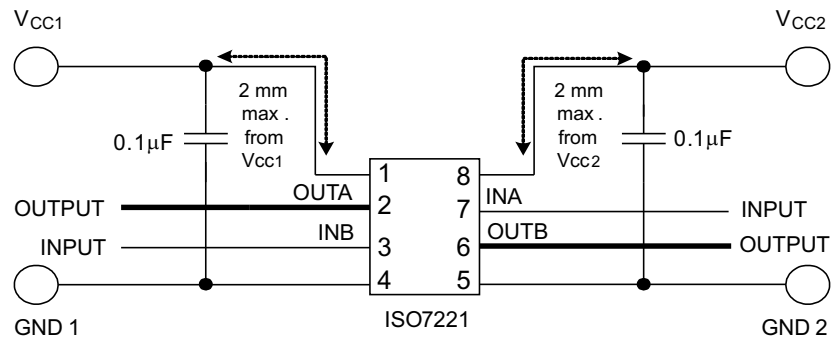 VCC1
VCC2
2 mm
max .
from
Vcc1
2 mm
max .
from
Vcc2
0.1μF
0.1μF
1
8
OUTPUT
OUTA
2
7
INA
INPUT
INPUT
INB
3
6
OUTB
OUTPUT
4
5
GND 1
ISO7221
GND 2